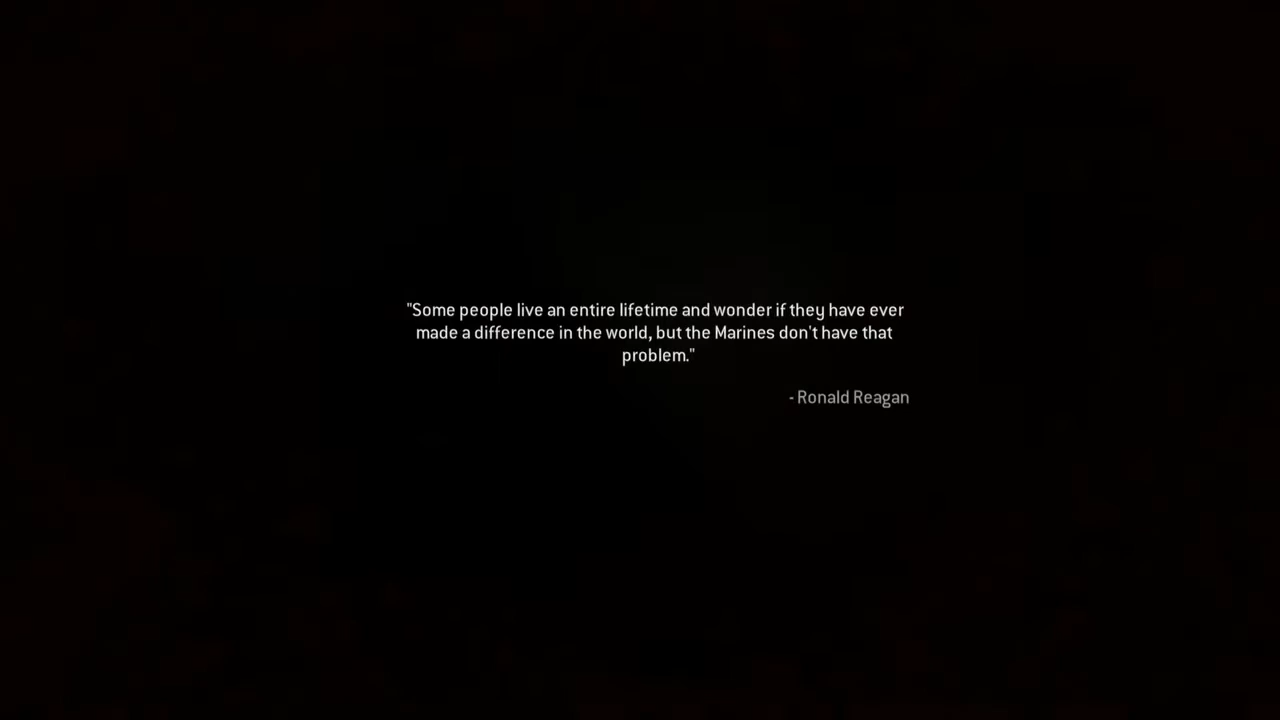 "Some people live an entire lifetime and wonder if they have ever
made a difference in the world, but the Marines don't have that
problem."
- Ronald Reagan